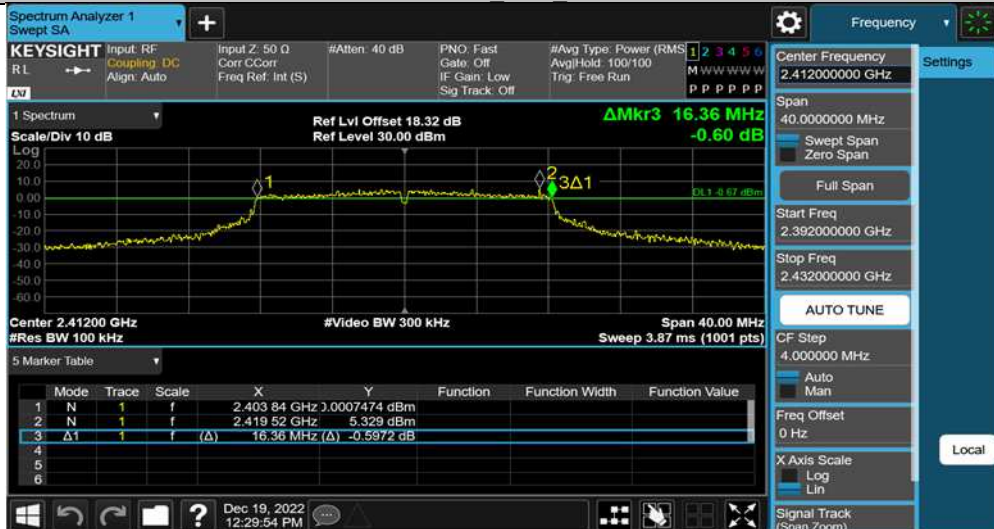 Spectrum Analyzer 1
Swept SA
+
Frequency
KEYSIGHT
RL
LXI
Input: RF
Coupling: DC
Align: Auto
Input Z: 50 Ω
Corr CCorr
Freq Ref: Int (S)
#Atten: 40 dB
PNO: Fast
Gate: Off
IF Gain: Low
Sig Track: Off
#Avg Type: Power (RMS
Avg|Hold: 100/100
Trig: Free Run
1 2 3 4 5 6
M W W W W W
P P P P P P
1 Spectrum
Scale/Div 10 dB
Ref Lvl Offset 18.32 dB
Ref Level 30.00 dBm
ΔMkr3 16.36 MHz
-0.60 dB
Log
20.0
10.0
0.00
-10.0
-20.0
-30.0
-40.0
-50.0
-60.0
1
2
3Δ1
DL1 -0.67 dBm
Center 2.41200 GHz
#Video BW 300 kHz
Span 40.00 MHz
#Res BW 100 kHz
Sweep 3.87 ms (1001 pts)
5 Marker Table
Mode Trace Scale X Y Function Function Width Function Value
1 N 1 f 2.403 84 GHz 0.0007474 dBm
2 N 1 f 2.419 52 GHz 5.329 dBm
3 Δ1 1 f (Δ) 16.36 MHz (Δ) -0.5972 dB
4
5
6
?
Dec 19, 2022
12:29:54 PM
Center Frequency
2.412000000 GHz
Span
40.0000000 MHz
Swept Span
Zero Span
Full Span
Start Freq
2.392000000 GHz
Stop Freq
2.432000000 GHz
AUTO TUNE
CF Step
4.000000 MHz
Auto
Man
Freq Offset
0 Hz
X Axis Scale
Log
Lin
Signal Track
(Span Zoom)
Settings
Local